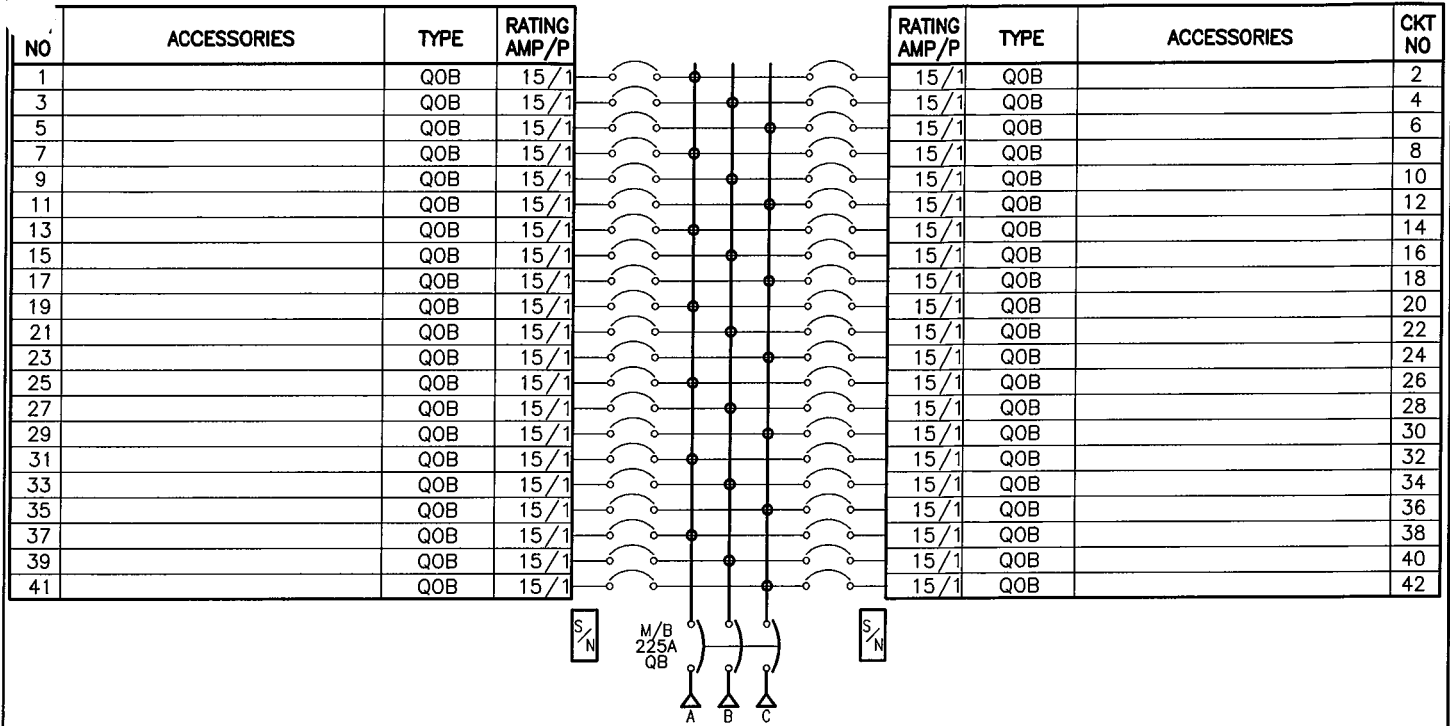 NO ACCESSORIES TYPE RATING AMP/P RATING AMP/P TYPE ACCESSORIES CKT NO
1 QOB 15/1 15/1 QOB 2
3 QOB 15/1 15/1 QOB 4
5 QOB 15/1 15/1 QOB 6
7 QOB 15/1 15/1 QOB 8
9 QOB 15/1 15/1 QOB 10
11 QOB 15/1 15/1 QOB 12
13 QOB 15/1 15/1 QOB 14
15 QOB 15/1 15/1 QOB 16
17 QOB 15/1 15/1 QOB 18
19 QOB 15/1 15/1 QOB 20
21 QOB 15/1 15/1 QOB 22
23 QOB 15/1 15/1 QOB 24
25 QOB 15/1 15/1 QOB 26
27 QOB 15/1 15/1 QOB 28
29 QOB 15/1 15/1 QOB 30
31 QOB 15/1 15/1 QOB 32
33 QOB 15/1 15/1 QOB 34
35 QOB 15/1 15/1 QOB 36
37 QOB 15/1 15/1 QOB 38
39 QOB 15/1 15/1 QOB 40
41 QOB 15/1 15/1 QOB 42
S/N M/B S/N
225A
QB
A B C